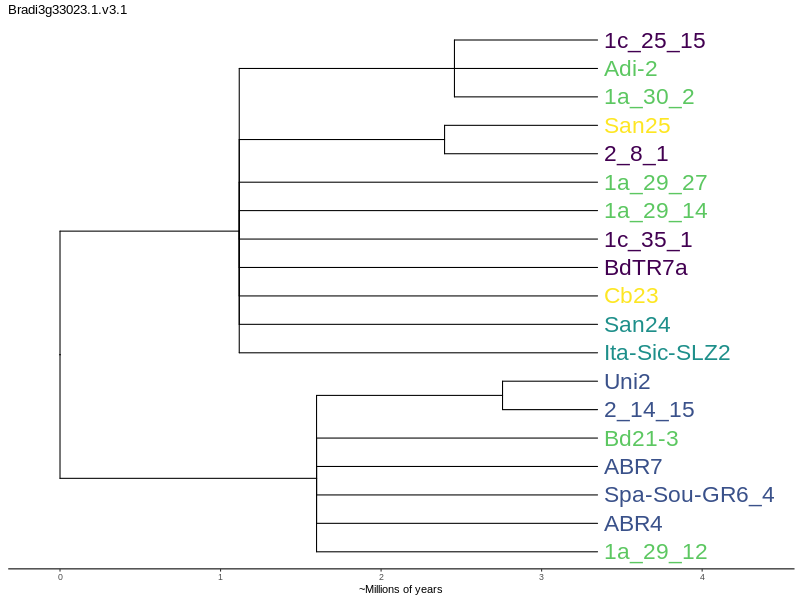 Bradi3g33023.1.v3.1
1c_25_15
Adi-2
1a_30_2
San25
2_8_1
1a_29_27
1a_29_14
1c_35_1
BdTR7a
Cb23
San24
Ita-Sic-SLZ2
Uni2
2_14_15
Bd21-3
ABR7
Spa-Sou-GR6_4
ABR4
1a_29_12
0 1 2 3 4
~Millions of years